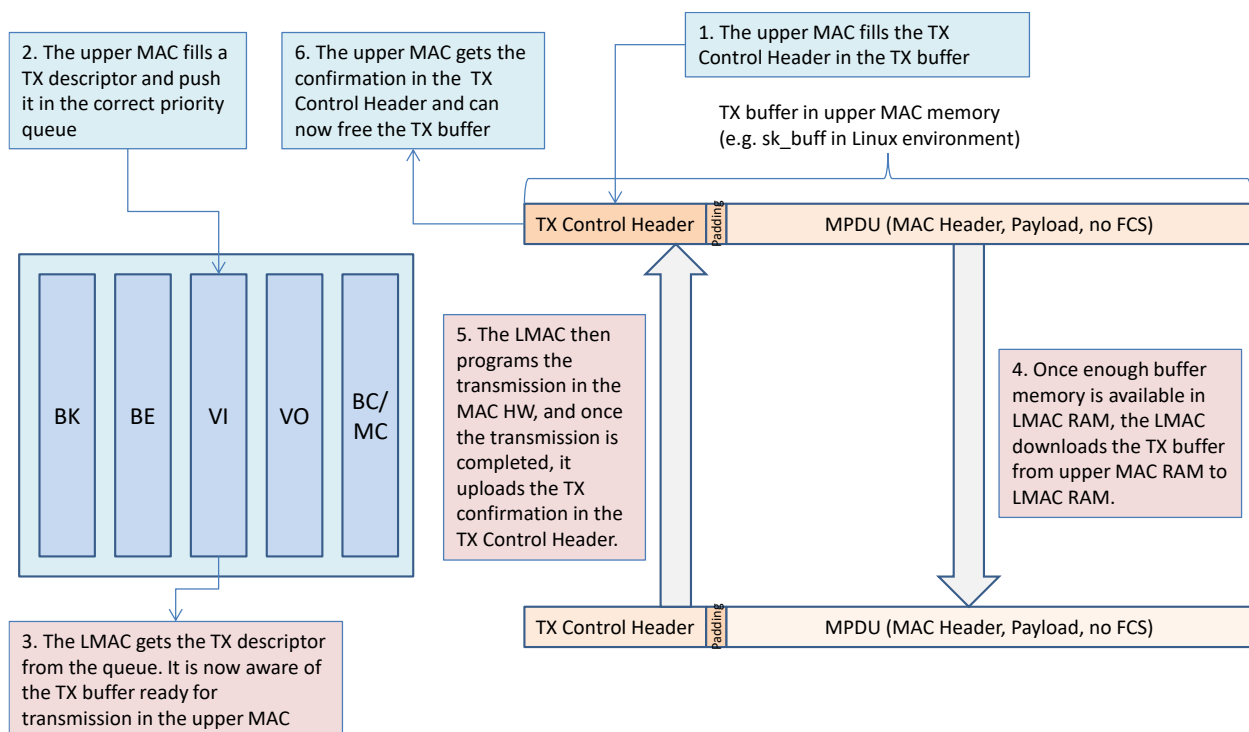 2. The upper MAC fills a
TX descriptor and push
it in the correct priority
queue
6. The upper MAC gets the
confirmation in the TX
Control Header and can
now free the TX buffer
1. The upper MAC fills the TX
Control Header in the TX buffer
TX buffer in upper MAC memory
(e.g. sk_buff in Linux environment)
TX Control Header
Padding
MPDU (MAC Header, Payload, no FCS)
BK
BE
VI
VO
BC/
MC
5. The LMAC then
programs the
transmission in the
MAC HW, and once
the transmission is
completed, it
uploads the TX
confirmation in the
TX Control Header.
4. Once enough buffer
memory is available in
LMAC RAM, the LMAC
downloads the TX buffer
from upper MAC RAM to
LMAC RAM.
TX Control Header
Padding
MPDU (MAC Header, Payload, no FCS)
3. The LMAC gets the TX descriptor
from the queue. It is now aware of
the TX buffer ready for
transmission in the upper MAC